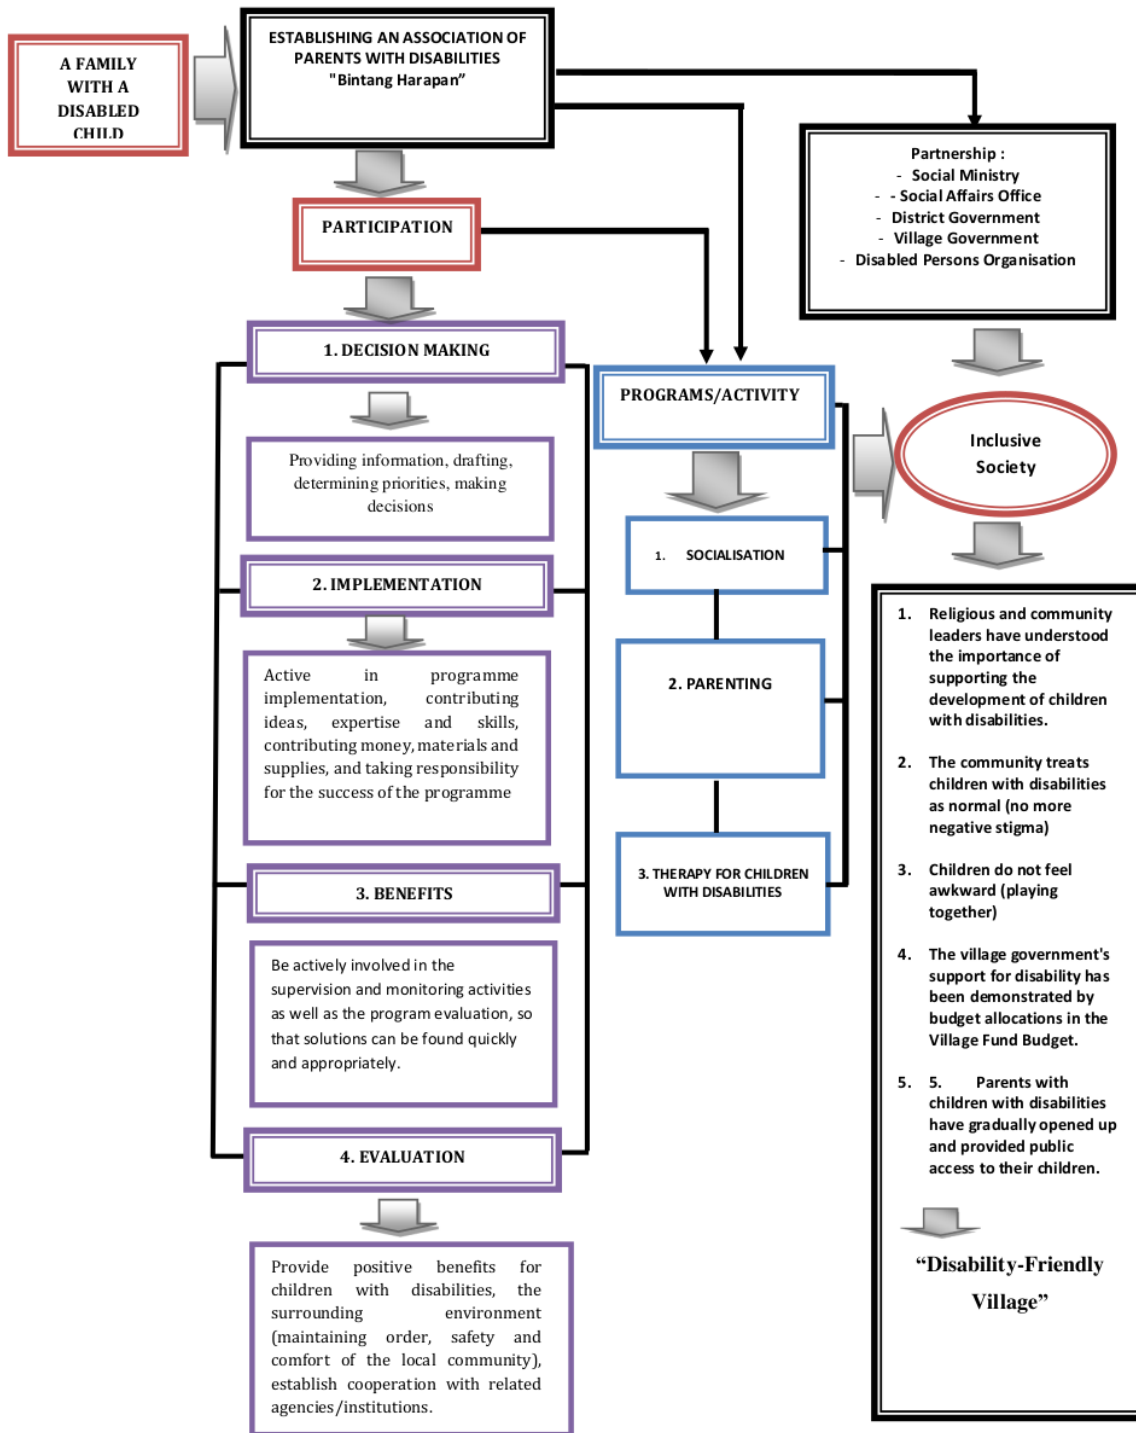 A FAMILY
WITH A
DISABLED
CHILD
ESTABLISHING AN ASSOCIATION OF
PARENTS WITH DISABILITIES
"Bintang Harapan”
Partnership :
- Social Ministry
- - Social Affairs Office
- District Government
- Village Government
- Disabled Persons Organisation
PARTICIPATION
1. DECISION MAKING
Providing information, drafting,
determining priorities, making
decisions
2. IMPLEMENTATION
Active in programme
implementation, contributing
ideas, expertise and skills,
contributing money, materials and
supplies, and taking responsibility
for the success of the programme
3. BENEFITS
Be actively involved in the
supervision and monitoring activities
as well as the program evaluation, so
that solutions can be found quickly
and appropriately.
4. EVALUATION
Provide positive benefits for
children with disabilities, the
surrounding environment
(maintaining order, safety and
comfort of the local community),
establish cooperation with related
agencies/institutions.
PROGRAMS/ACTIVITY
1. SOCIALISATION
2. PARENTING
3. THERAPY FOR CHILDREN
WITH DISABILITIES
Inclusive
Society
1. Religious and community
leaders have understood
the importance of
supporting the
development of children
with disabilities.
2. The community treats
children with disabilities
as normal (no more
negative stigma)
3. Children do not feel
awkward (playing
together)
4. The village government's
support for disability has
been demonstrated by
budget allocations in the
Village Fund Budget.
5. 5. Parents with
children with disabilities
have gradually opened up
and provided public
access to their children.
“Disability-Friendly
Village”